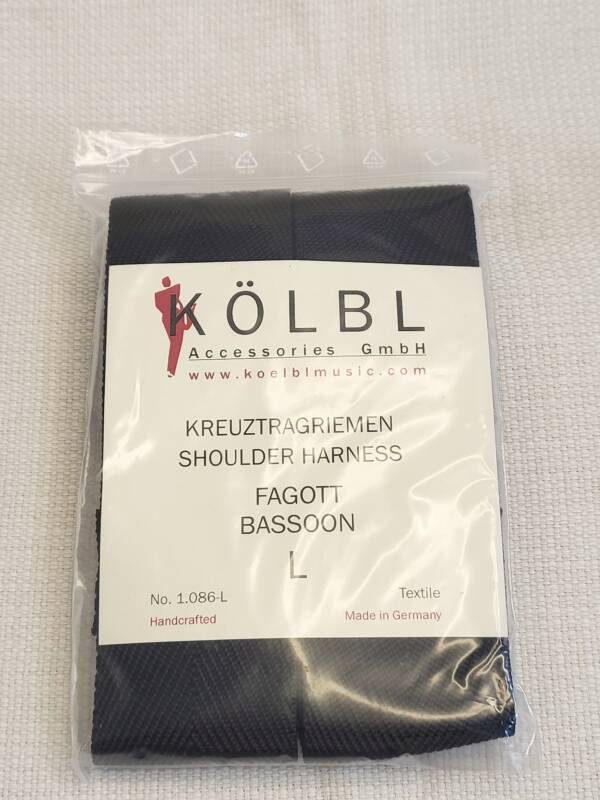 KÖLBL
Accessories GmbH
www.koelblmusic.com
KREUZTRAGRIEMEN
SHOULDER HARNESS
FAGOTT
BASSOON
L
No. 1.086-L
Textile
Handcrafted
Made in Germany